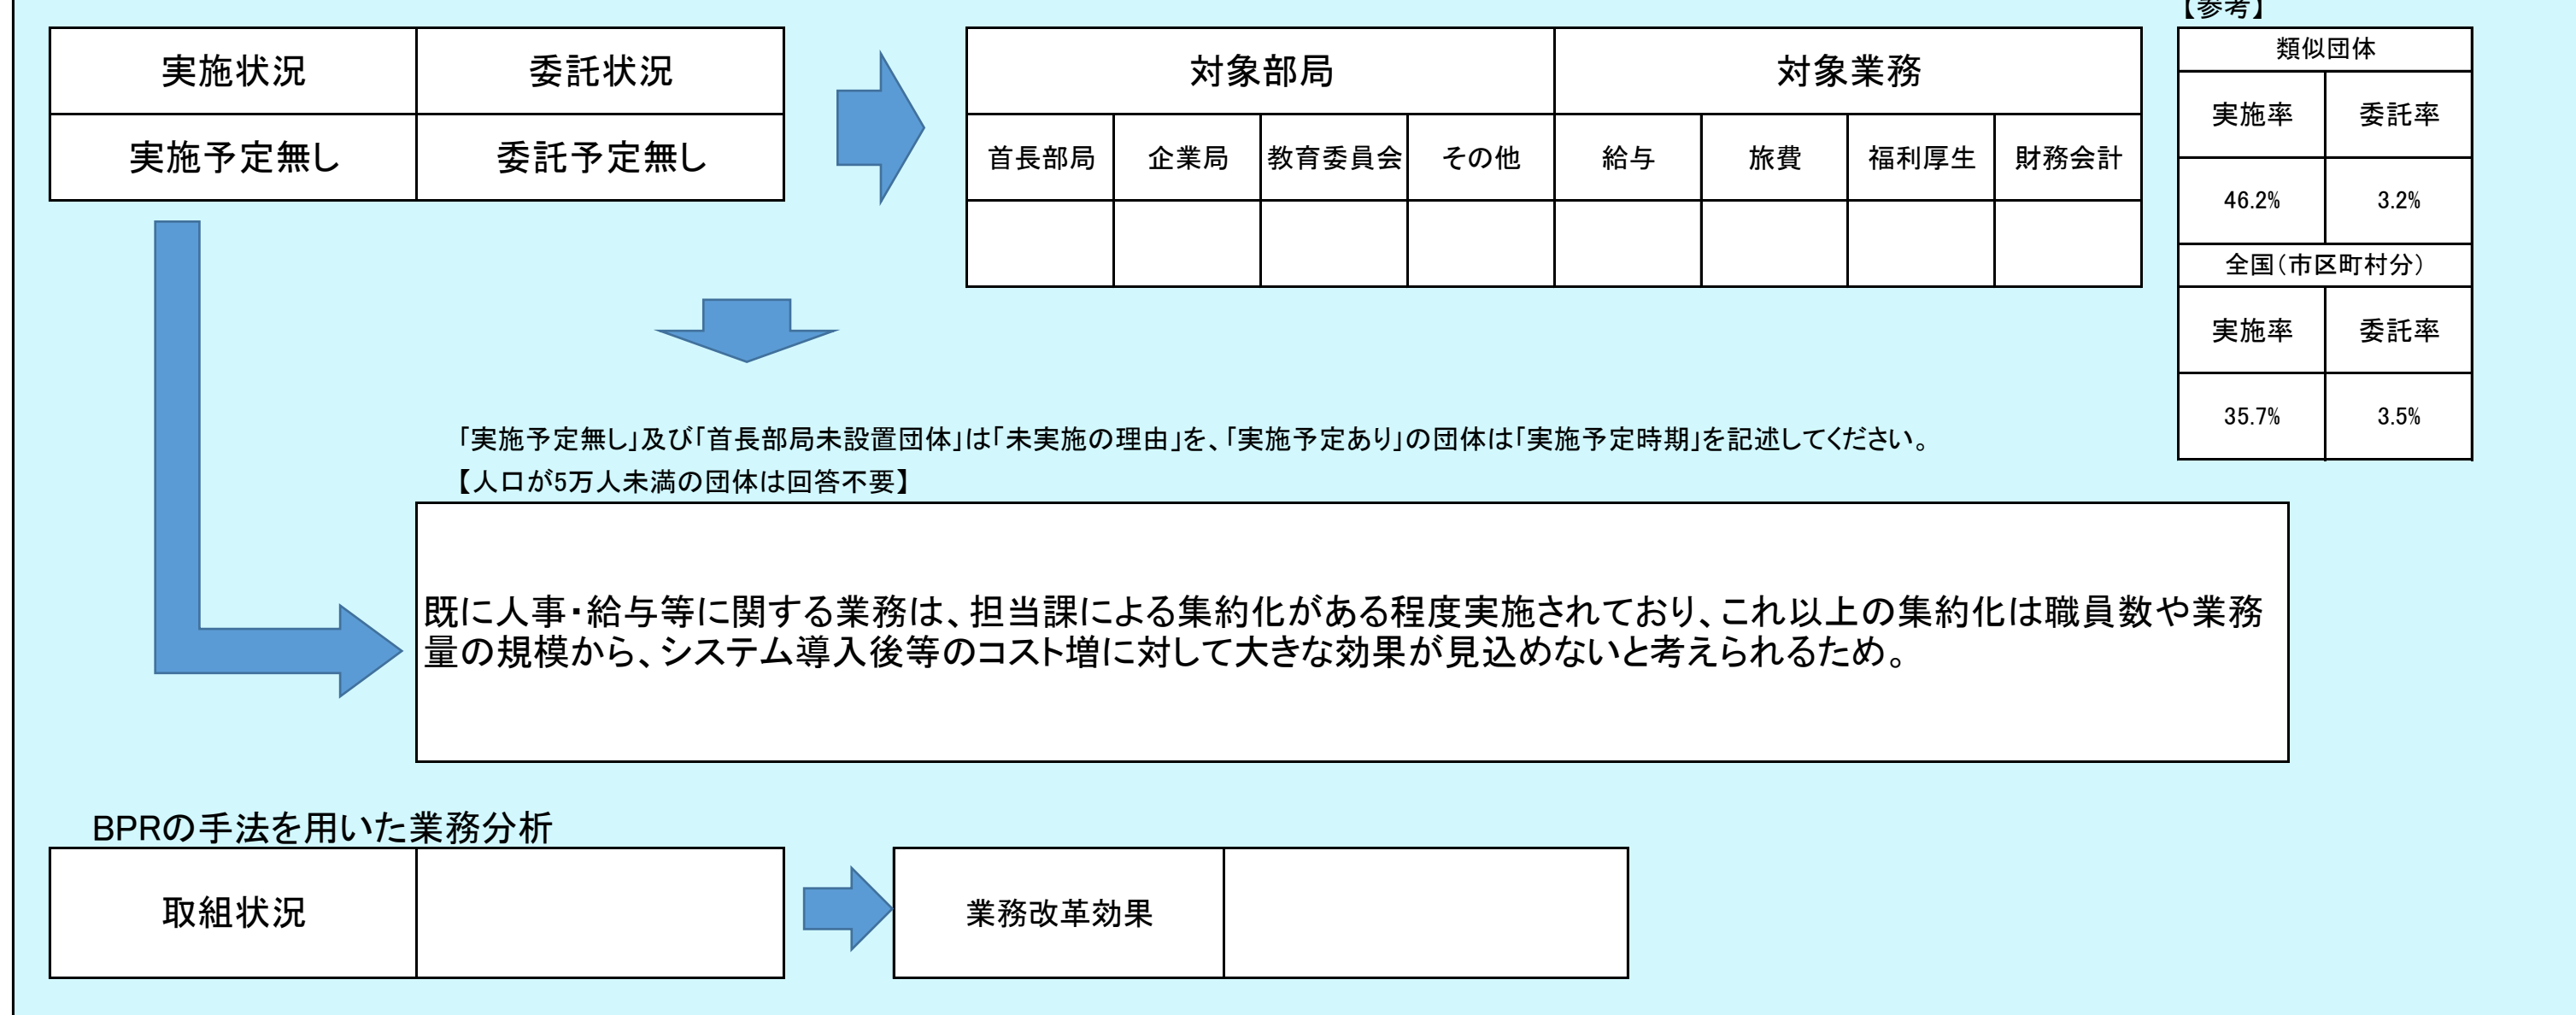 【参考】
実施状況 委託状況
実施予定無し 委託予定無し
対象部局 対象業務
首長部局 企業局 教育委員会 その他 給与 旅費 福利厚生 財務会計
類似団体
実施率 委託率
46.2% 3.2%
全国(市区町村分)
実施率 委託率
35.7% 3.5%
「実施予定無し」及び「首長部局未設置団体」は「未実施の理由」を、「実施予定あり」の団体は「実施予定時期」を記述してください。
【人口が5万人未満の団体は回答不要】
既に人事・給与等に関する業務は、担当課による集約化がある程度実施されており、これ以上の集約化は職員数や業務
量の規模から、システム導入後等のコスト増に対して大きな効果が見込めないと考えられるため。
BPRの手法を用いた業務分析
取組状況
業務改革効果